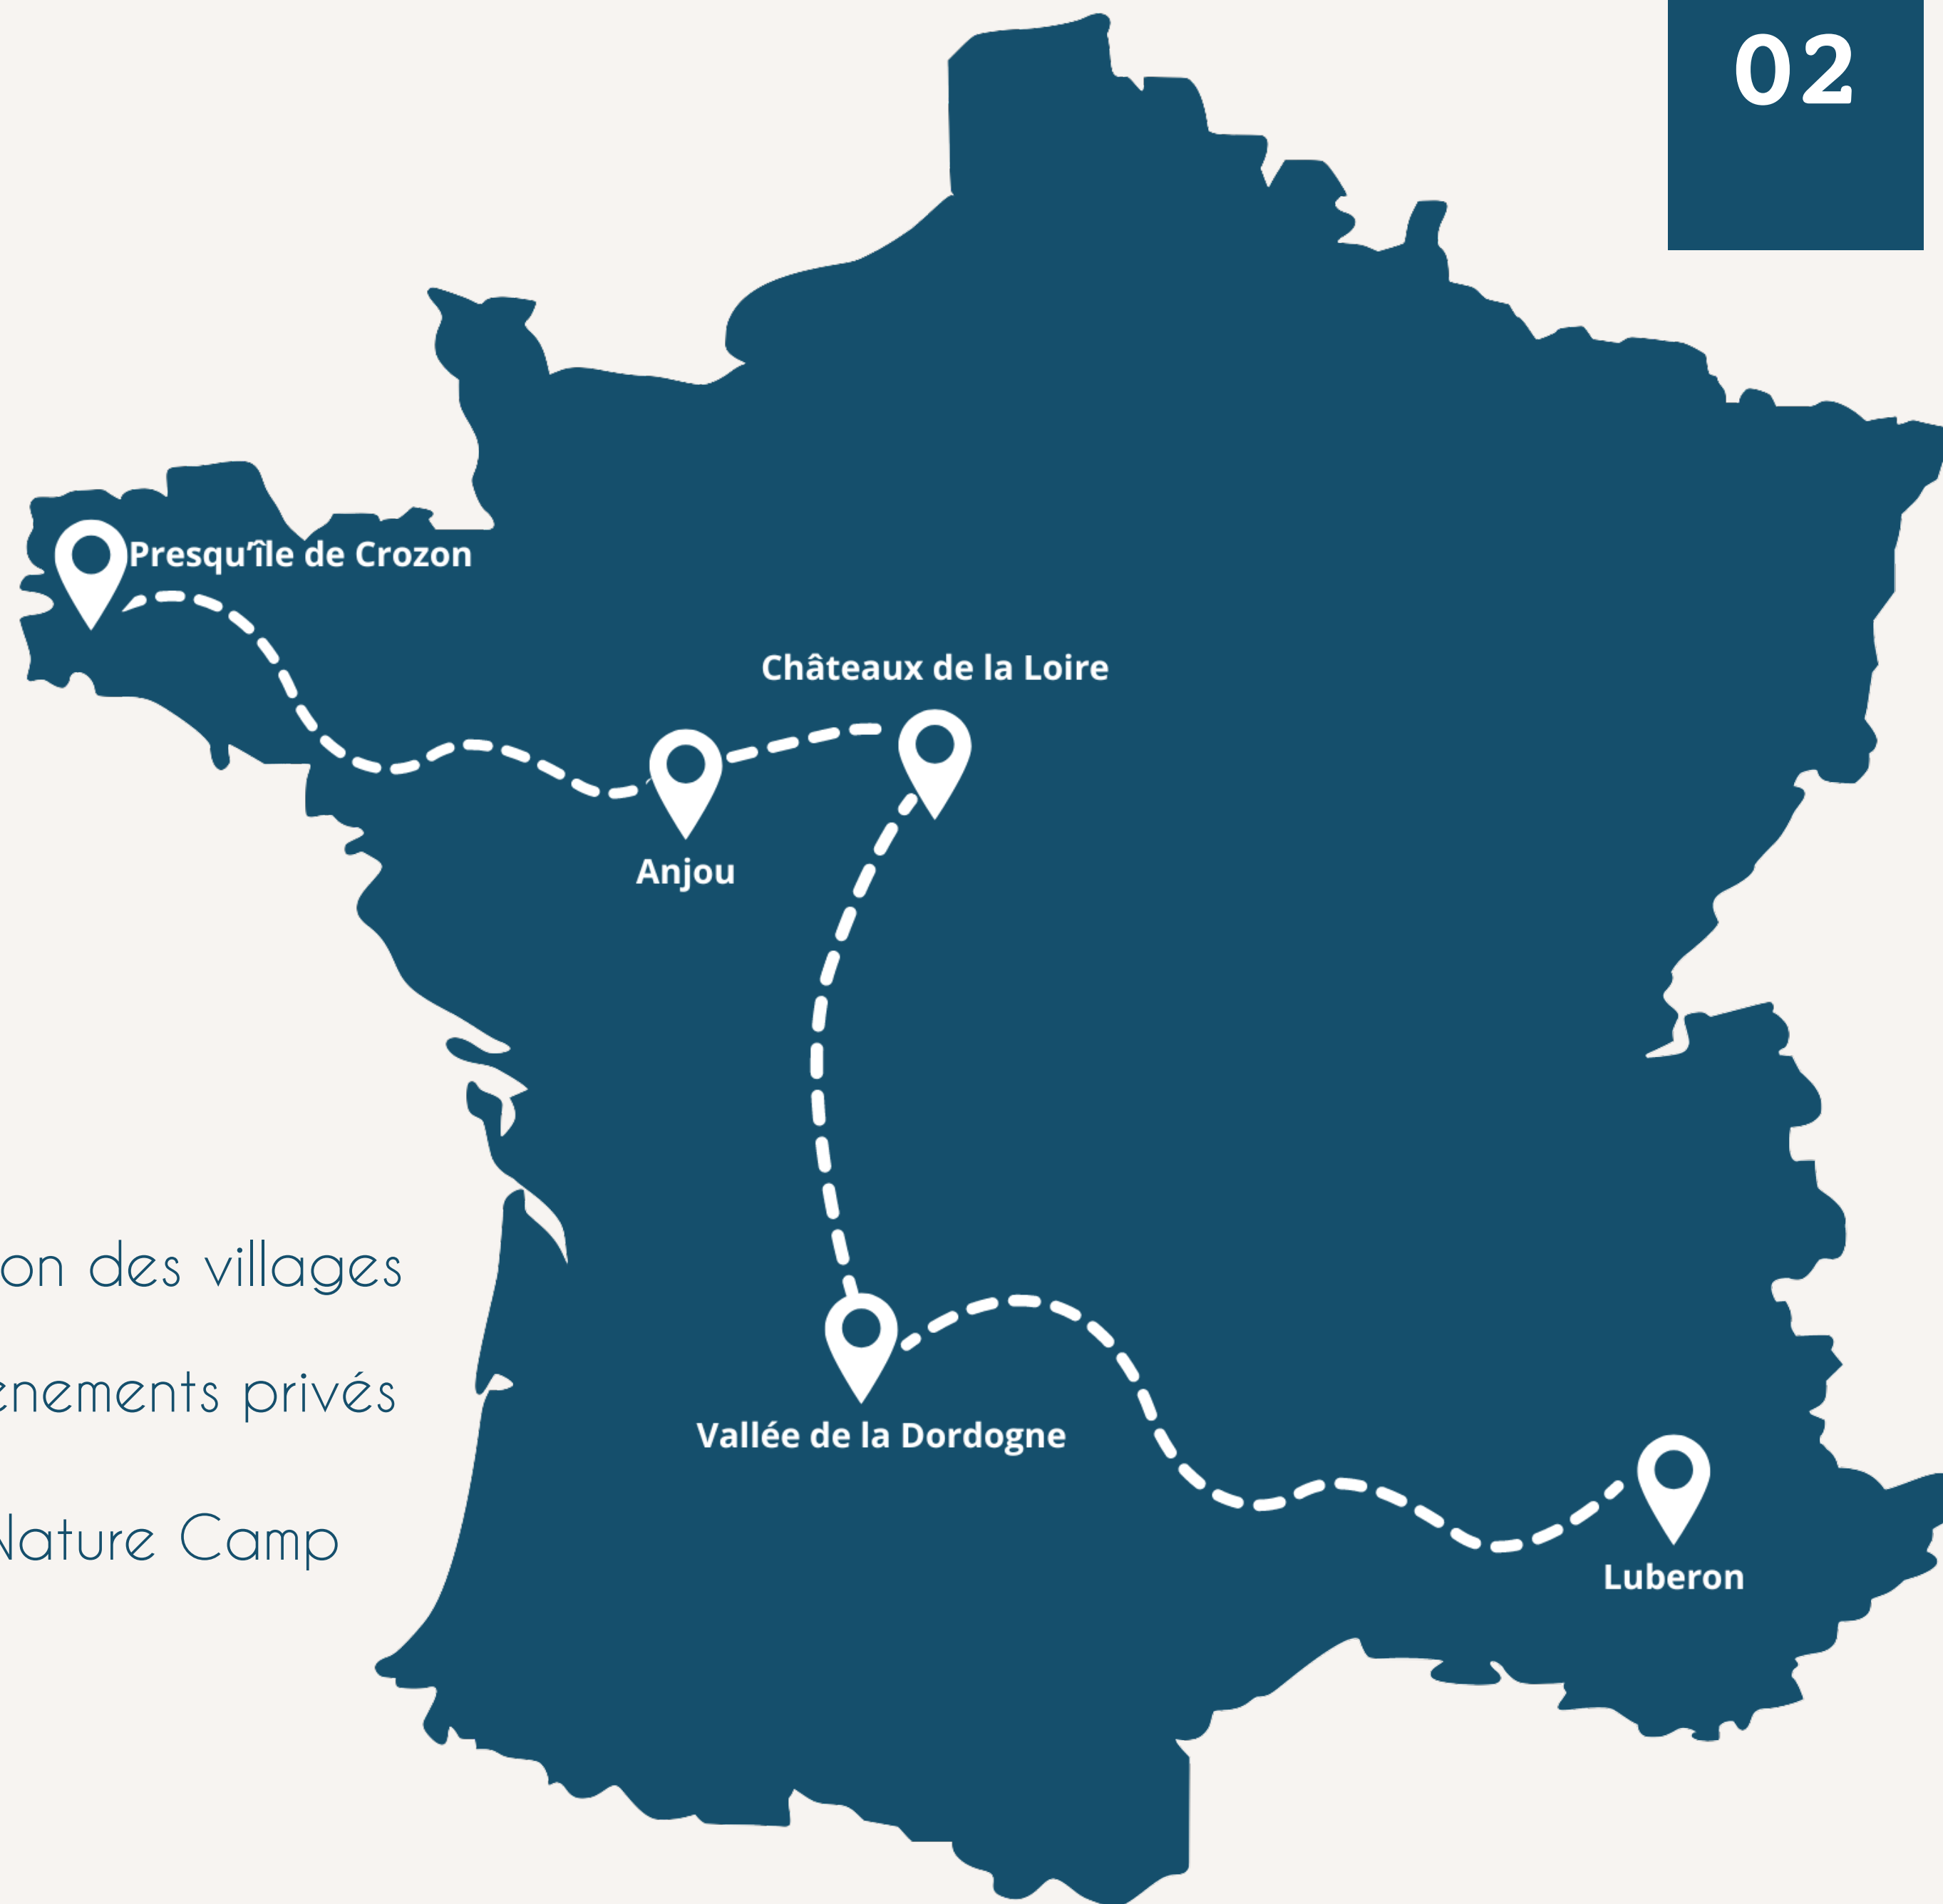 02
Presqu'île de Crozon
Châteaux de la Loire
Anjou
on des villages
enements privés
Vallée de la Dordogne
Nature Camp
Luberon